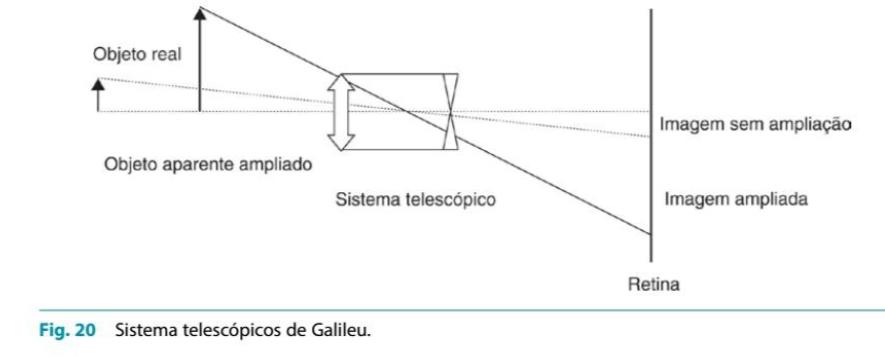 Objeto real
Imagem sem ampliação
Objeto aparente ampliado
Sistema telescópico
Imagem ampliada
Retina
Fig. 20 Sistema telescópicos de Galileu.